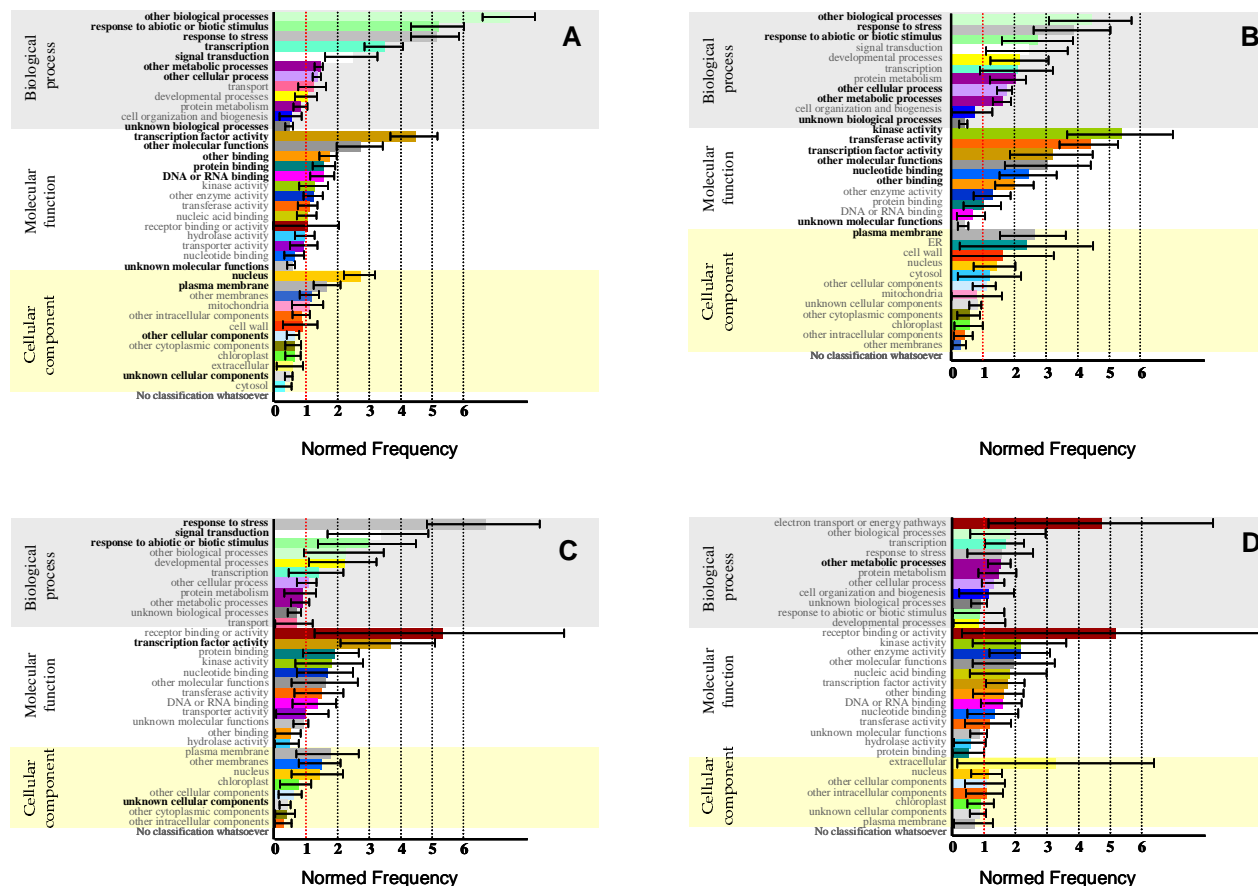 A
Biological process
other biological processes
response to abiotic or biotic stimulus
response to stress
transcription
signal transduction
other metabolic processes
other cellular process
transport
developmental processes
protein metabolism
cell organization and biogenesis
unknown biological processes
Molecular function
transcription factor activity
other molecular functions
other binding
protein binding
DNA or RNA binding
kinase activity
other enzyme activity
transferase activity
nucleic acid binding
receptor binding or activity
hydrolase activity
transporter activity
nucleotide binding
unknown molecular functions
Cellular component
nucleus
plasma membrane
other membranes
mitochondria
other intracellular components
cell wall
other cellular components
other cytoplasmic components
chloroplast
extracellular
unknown cellular components
cytosol
No classification whatsoever
0 1 2 3 4 5 6
Normed Frequency
B
Biological process
other biological processes
response to stress
response to abiotic or biotic stimulus
signal transduction
developmental processes
transcription
protein metabolism
other cellular process
other metabolic processes
cell organization and biogenesis
unknown biological processes
Molecular function
kinase activity
transferase activity
transcription factor activity
other molecular functions
nucleotide binding
other binding
other enzyme activity
protein binding
DNA or RNA binding
unknown molecular functions
Cellular component
plasma membrane
ER
cell wall
nucleus
cytosol
other cellular components
mitochondria
unknown cellular components
other cytoplasmic components
chloroplast
other intracellular components
other membranes
No classification whatsoever
0 1 2 3 4 5 6
Normed Frequency
C
Biological process
response to stress
signal transduction
response to abiotic or biotic stimulus
other biological processes
developmental processes
transcription
other cellular process
protein metabolism
other metabolic processes
unknown biological processes
transport
Molecular function
receptor binding or activity
transcription factor activity
protein binding
kinase activity
nucleotide binding
other molecular functions
transferase activity
DNA or RNA binding
transporter activity
unknown molecular functions
other binding
hydrolase activity
Cellular component
plasma membrane
other membranes
nucleus
chloroplast
other cellular components
unknown cellular components
other cytoplasmic components
other intracellular components
No classification whatsoever
0 1 2 3 4 5 6
Normed Frequency
D
Biological process
electron transport or energy pathways
other biological processes
transcription
response to stress
other metabolic processes
protein metabolism
other cellular process
cell organization and biogenesis
unknown biological processes
response to abiotic or biotic stimulus
developmental processes
Molecular function
receptor binding or activity
kinase activity
other enzyme activity
other molecular functions
nucleic acid binding
transcription factor activity
other binding
DNA or RNA binding
nucleotide binding
transferase activity
unknown molecular functions
hydrolase activity
protein binding
Cellular component
extracellular
nucleus
other cellular components
other intracellular components
chloroplast
unknown cellular components
plasma membrane
No classification whatsoever
0 1 2 3 4 5 6
Normed Frequency